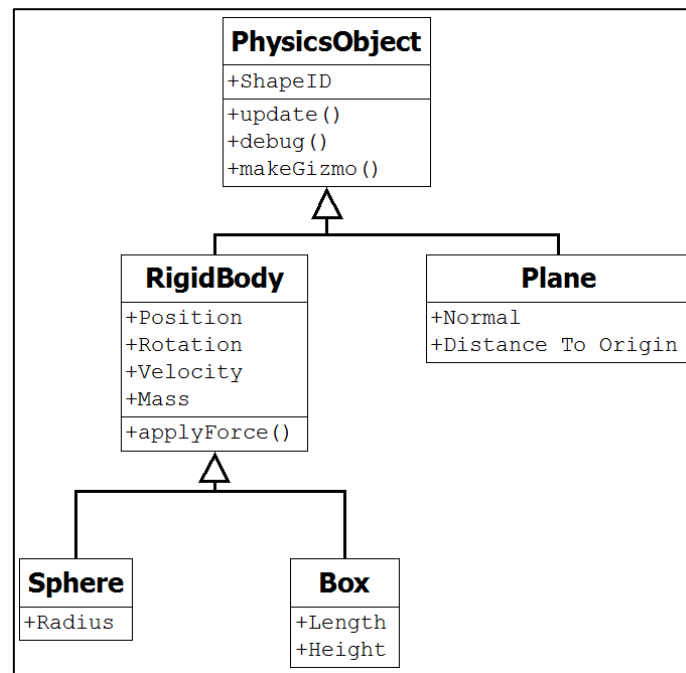 PhysicsObject
+ShapeID
+update()
+debug()
+makeGizmo()
RigidBody
+Position
+Rotation
+Velocity
+Mass
+applyForce()
Plane
+Normal
+Distance To Origin
Sphere
+Radius
Box
+Length
+Height